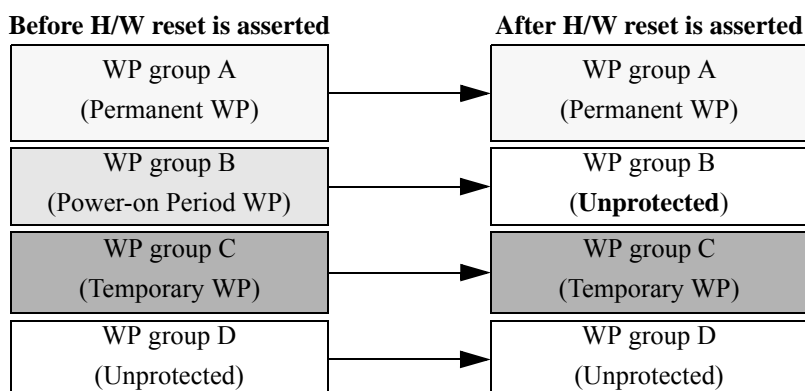 Before H/W reset is asserted
After H/W reset is asserted
WP group A
(Permanent WP)
WP group A
(Permanent WP)
WP group B
(Power-on Period WP)
WP group B
(Unprotected)
WP group C
(Temporary WP)
WP group C
(Temporary WP)
WP group D
(Unprotected)
WP group D
(Unprotected)